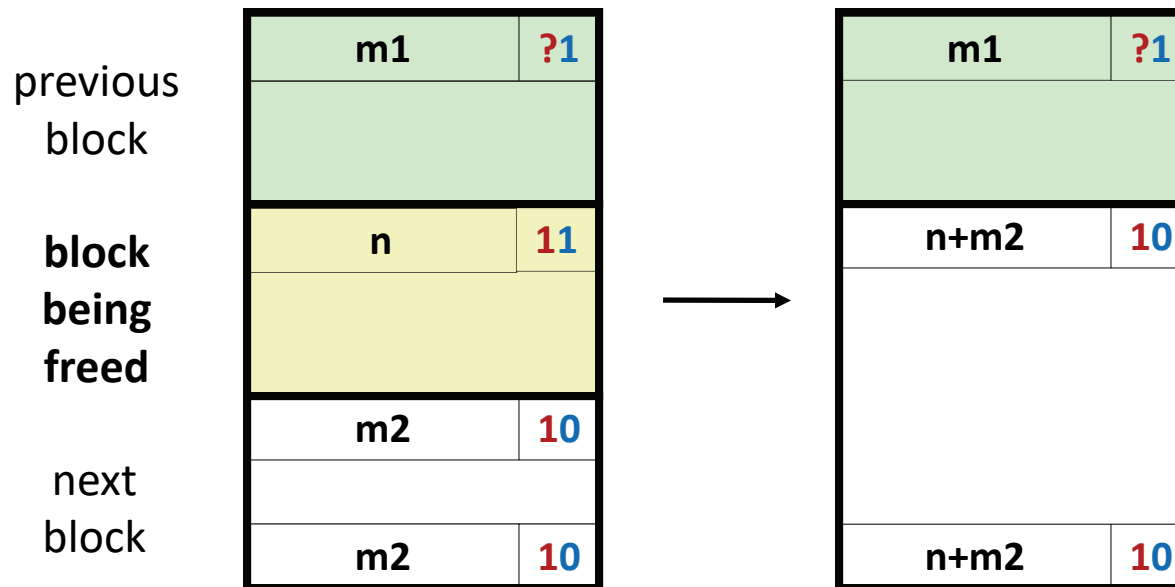 m1 ?1 m1 ?1
previous
block
n 11 n+m2 10
block
being
freed
m2 10
next
block
m2 10 n+m2 10